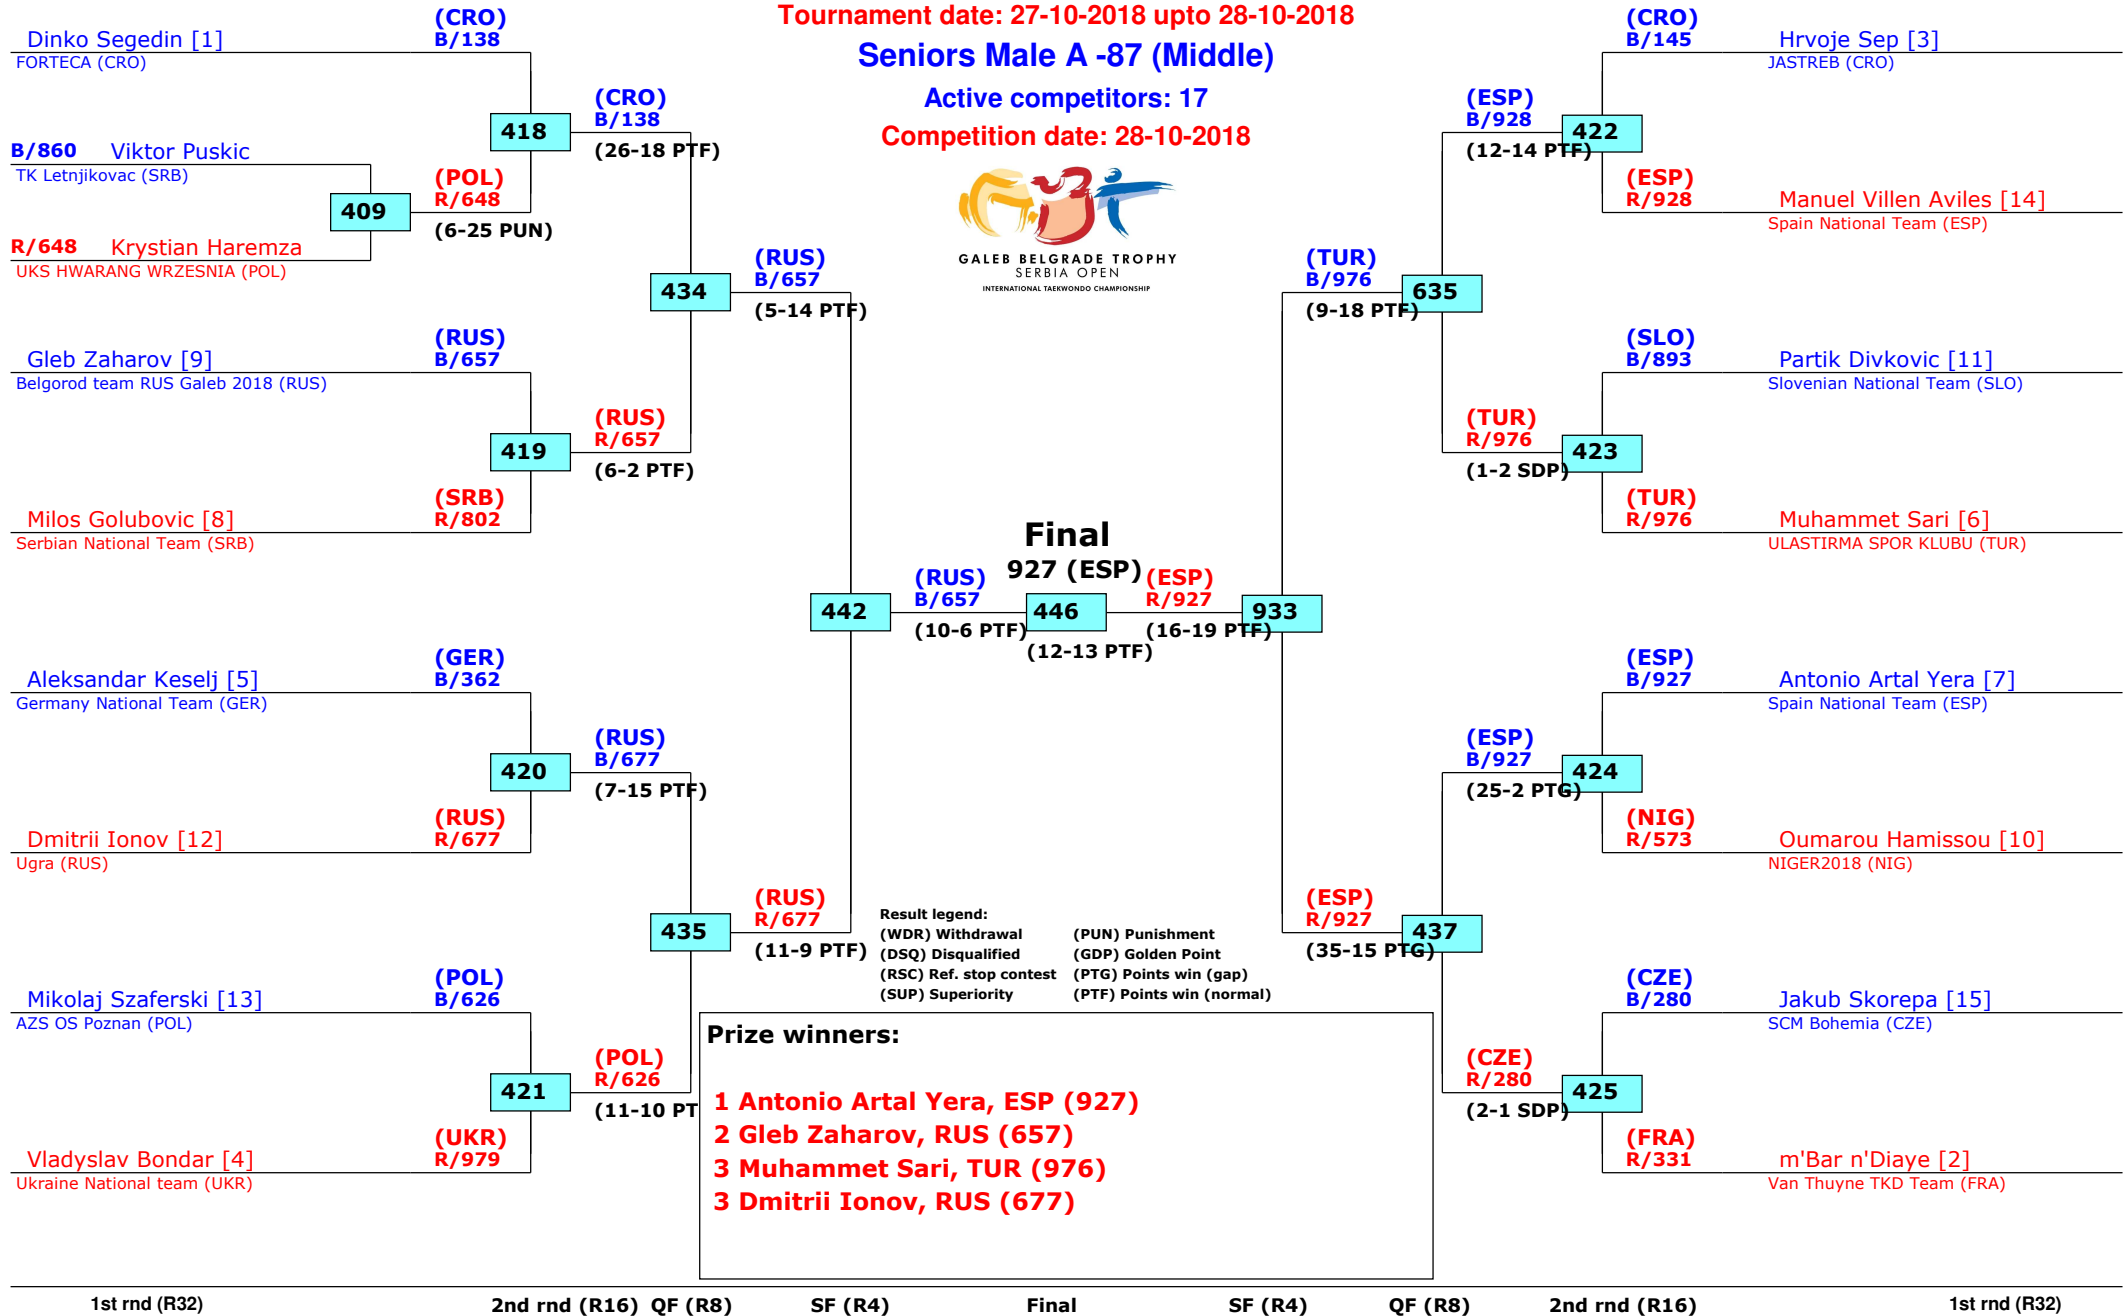 Tournament date: 27-10-2018 upto 28-10-2018
Seniors Male A -87 (Middle)
Active competitors: 17
Competition date: 28-10-2018
GALEB BELGRADE TROPHY
SERBIA OPEN
INTERNATIONAL TAEKWONDO CHAMPIONSHIP
Dinko Segedin [1]
FORTECA (CRO)
(CRO)
B/138
B/860 Viktor Puskic
TK Letnjikovac (SRB)
409
R/648 Krystian Haremza
UKS HWARANG WRZESNIA (POL)
(POL)
R/648
(6-25 PUN)
418
(CRO)
B/138
(26-18 PTF)
Gleb Zaharov [9]
Belgorod team RUS Galeb 2018 (RUS)
(RUS)
B/657
419
(RUS)
R/657
(6-2 PTF)
Milos Golubovic [8]
Serbian National Team (SRB)
(SRB)
R/802
434
(RUS)
B/657
(5-14 PTF)
Aleksandar Keselj [5]
Germany National Team (GER)
(GER)
B/362
420
(RUS)
B/677
(7-15 PTF)
Dmitrii Ionov [12]
Ugra (RUS)
(RUS)
R/677
435
(RUS)
R/677
(11-9 PTF)
Mikolaj Szaferski [13]
AZS OS Poznan (POL)
(POL)
B/626
421
(POL)
R/626
(11-10 PT
Vladyslav Bondar [4]
Ukraine National team (UKR)
(UKR)
R/979
442
(RUS)
B/657
(10-6 PTF)
Final
927 (ESP)
446
(12-13 PTF)
(ESP)
R/927
(16-19 PTF)
933
(TUR)
B/976
(9-18 PTF)
635
(ESP)
B/928
(12-14 PTF)
422
(CRO)
B/145
Hrvoje Sep [3]
JASTREB (CRO)
(ESP)
R/928
Manuel Villen Aviles [14]
Spain National Team (ESP)
(SLO)
B/893
Partik Divkovic [11]
Slovenian National Team (SLO)
(TUR)
R/976
(1-2 SDP)
423
(TUR)
R/976
Muhammet Sari [6]
ULASTIRMA SPOR KLUBU (TUR)
(ESP)
B/927
Antonio Artal Yera [7]
Spain National Team (ESP)
(ESP)
B/927
(25-2 PTG)
424
(NIG)
R/573
Oumarou Hamissou [10]
NIGER2018 (NIG)
(ESP)
R/927
(35-15 PTG)
437
(CZE)
B/280
Jakub Skorepa [15]
SCM Bohemia (CZE)
(CZE)
R/280
(2-1 SDP)
425
(FRA)
R/331
m'Bar n'Diaye [2]
Van Thuyne TKD Team (FRA)
Result legend:
(WDR) Withdrawal (PUN) Punishment
(DSQ) Disqualified (GDP) Golden Point
(RSC) Ref. stop contest (PTG) Points win (gap)
(SUP) Superiority (PTF) Points win (normal)
Prize winners:
1 Antonio Artal Yera, ESP (927)
2 Gleb Zaharov, RUS (657)
3 Muhammet Sari, TUR (976)
3 Dmitrii Ionov, RUS (677)
1st rnd (R32) 2nd rnd (R16) QF (R8) SF (R4) Final SF (R4) QF (R8) 2nd rnd (R16) 1st rnd (R32)